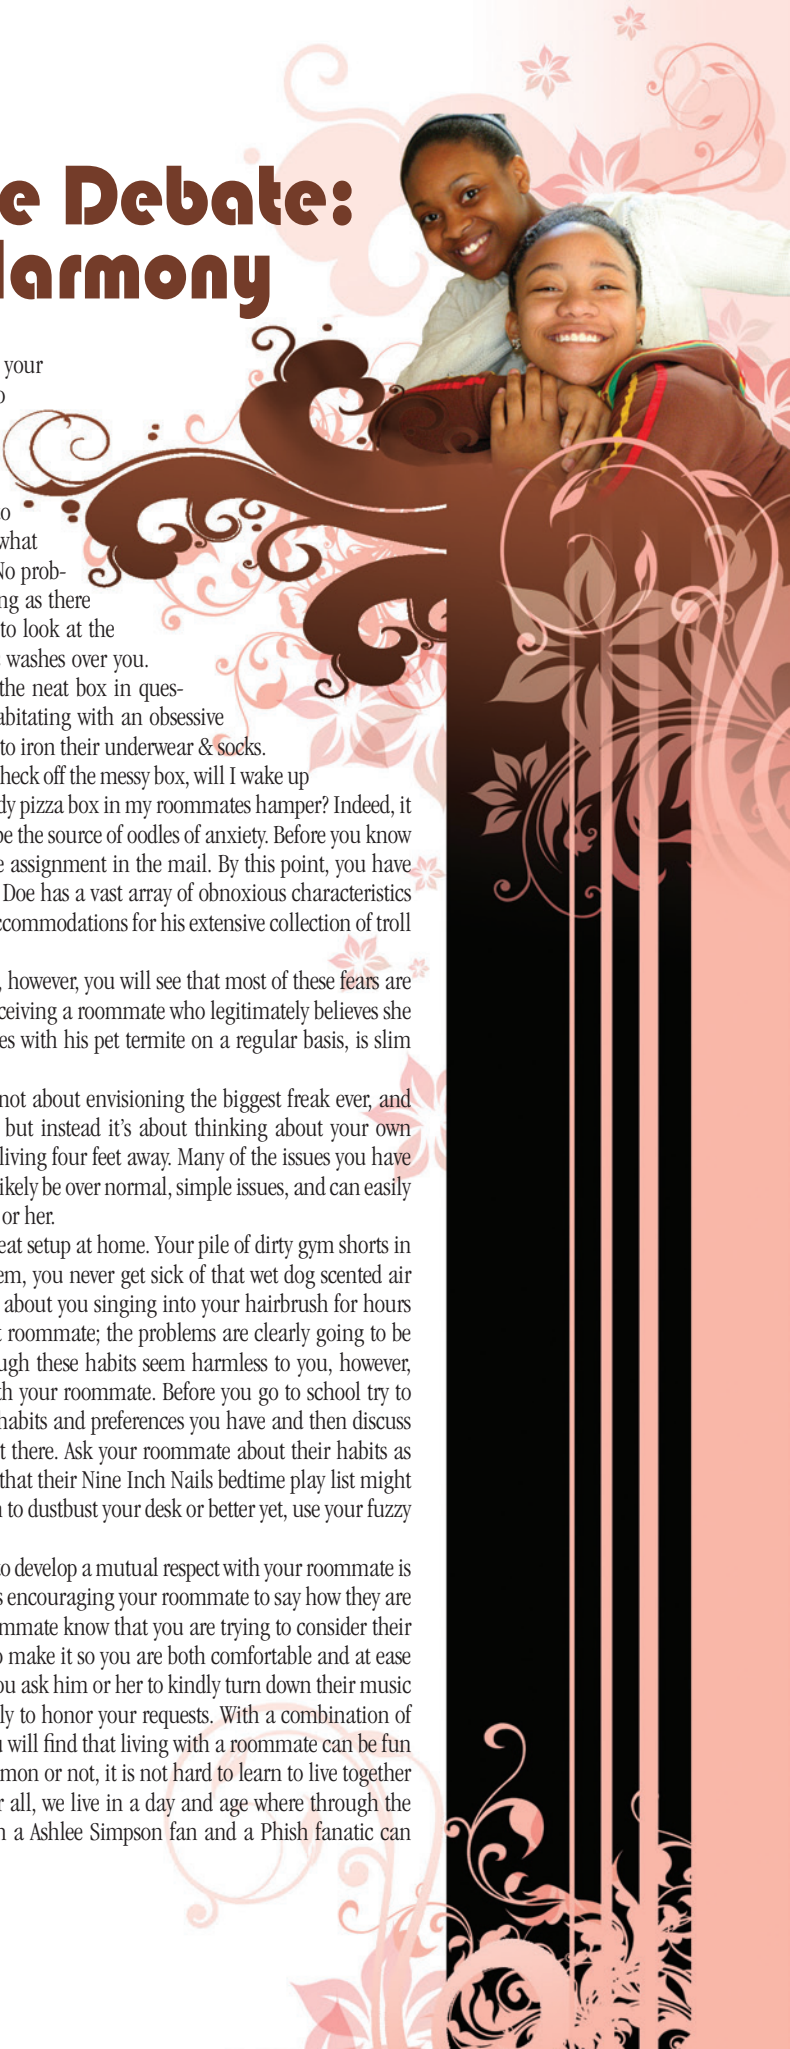 e Debate:
armony
your
what
No prob-
ng as there
to look at the
washes over you.
the neat box in ques-
abitating with an obsessive
to iron their underwear & socks.
heck off the messy box, will I wake up
dy pizza box in my roommates hamper? Indeed, it
be the source of oodles of anxiety. Before you know
e assignment in the mail. By this point, you have
Doe has a vast array of obnoxious characteristics
ccommodations for his extensive collection of troll
, however, you will see that most of these fears are
ceiving a roommate who legitimately believes she
es with his pet termite on a regular basis, is slim
not about envisioning the biggest freak ever, and
but instead it's about thinking about your own
living four feet away. Many of the issues you have
ikely be over normal, simple issues, and can easily
or her.
eat setup at home. Your pile of dirty gym shorts in
em, you never get sick of that wet dog scented air
about you singing into your hairbrush for hours
t roommate; the problems are clearly going to be
ugh these habits seem harmless to you, however,
th your roommate. Before you go to school try to
habits and preferences you have and then discuss
t there. Ask your roommate about their habits as
that their Nine Inch Nails bedtime play list might
n to dustbust your desk or better yet, use your fuzzy
to develop a mutual respect with your roommate is
s encouraging your roommate to say how they are
mmate know that you are trying to consider their
o make it so you are both comfortable and at ease
ou ask him or her to kindly turn down their music
ly to honor your requests. With a combination of
u will find that living with a roommate can be fun
mon or not, it is not hard to learn to live together
r all, we live in a day and age where through the
n a Ashlee Simpson fan and a Phish fanatic can